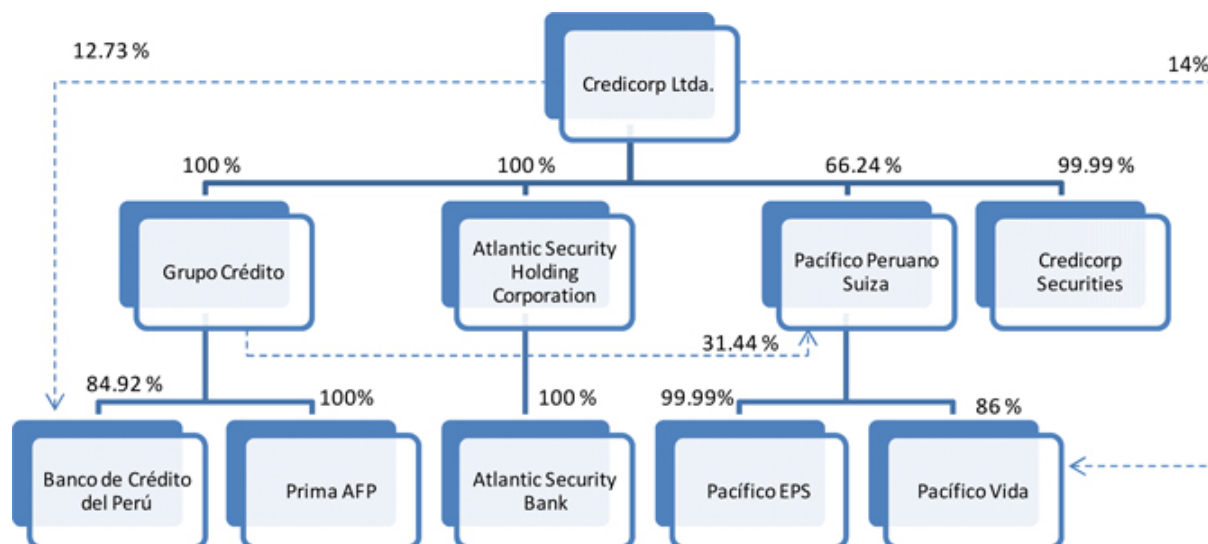 12.73 %
Credicorp Ltda.
14%
100 %
100 %
66.24 %
99.99 %
Grupo Crédito
Atlantic Security
Holding
Corporation
Pacífico Peruano
Suiza
Credicorp
Securities
31.44 %
84.92 %
100%
100 %
99.99%
86 %
Banco de Crédito
del Perú
Prima AFP
Atlantic Security
Bank
Pacífico EPS
Pacífico Vida